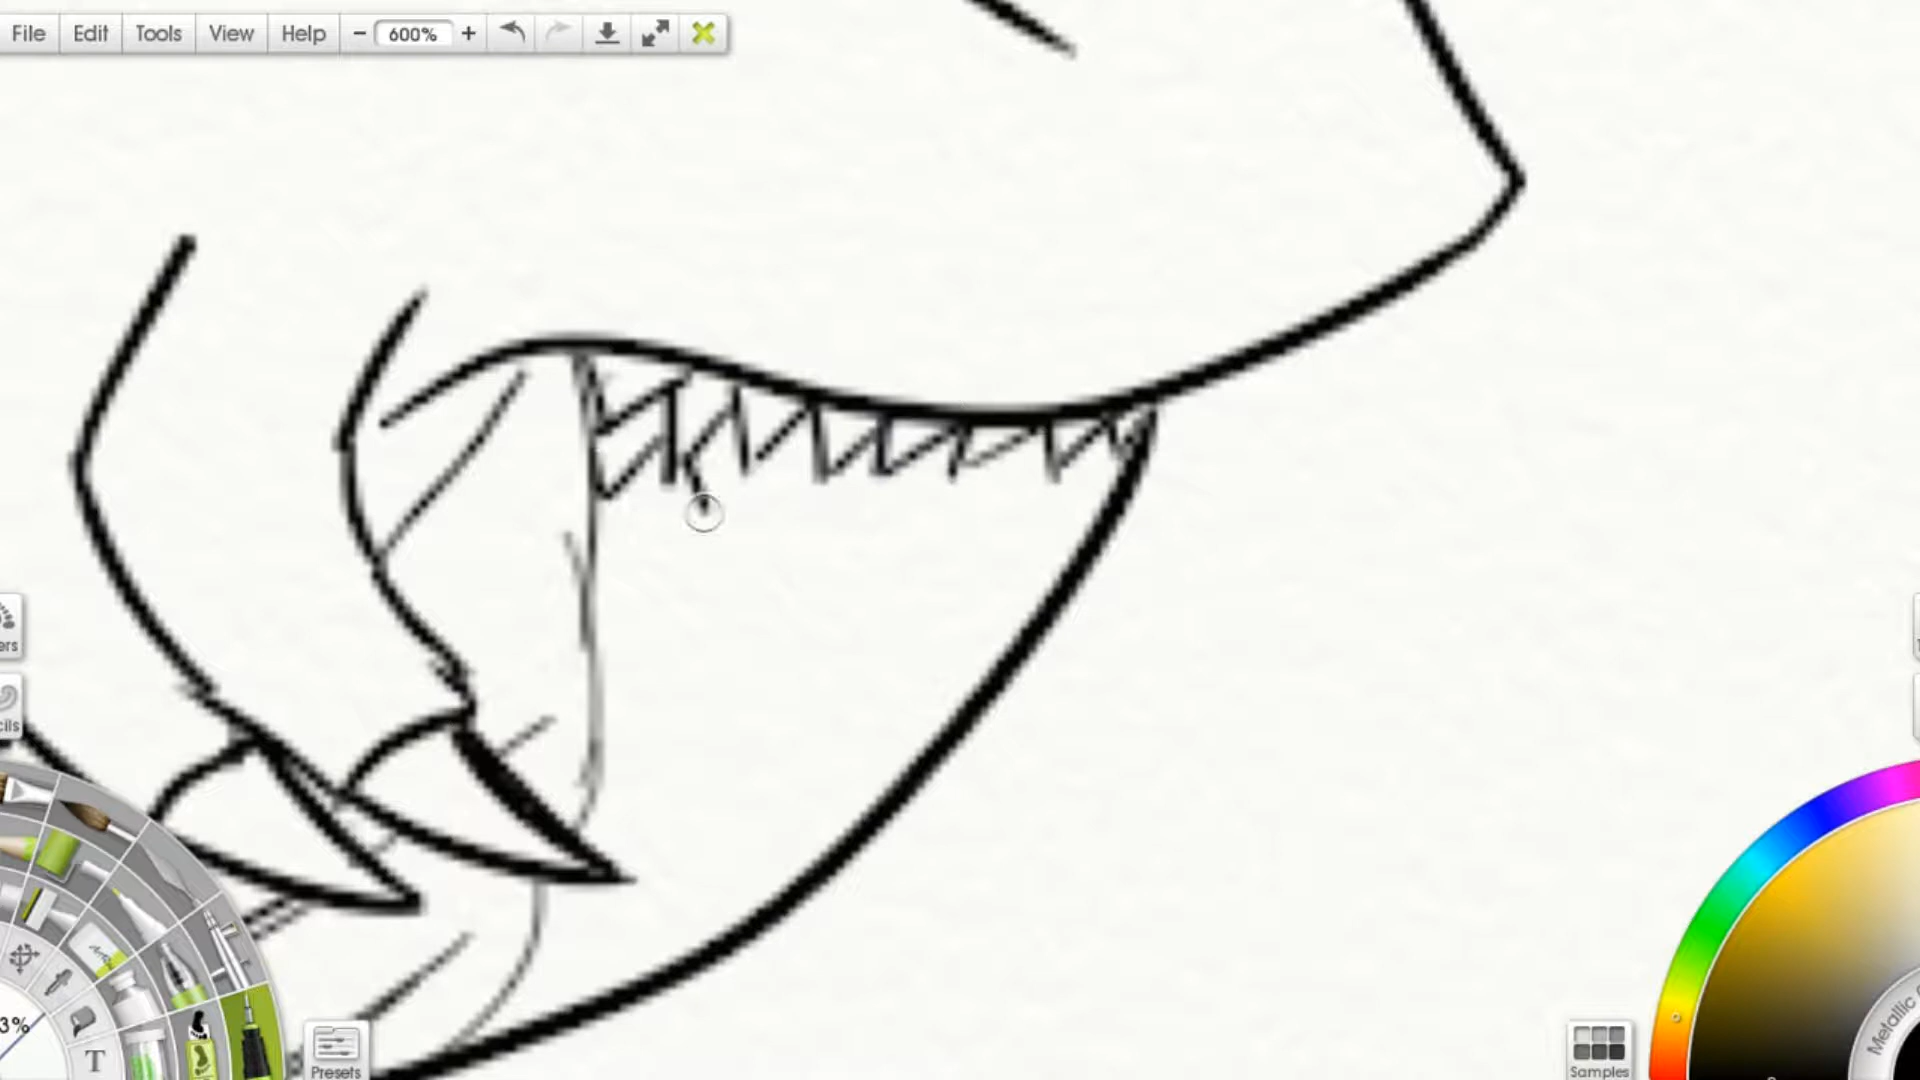 File Edit Tools View Help 600%
ers
cils
3%
T
Presets
Samples
Metallic